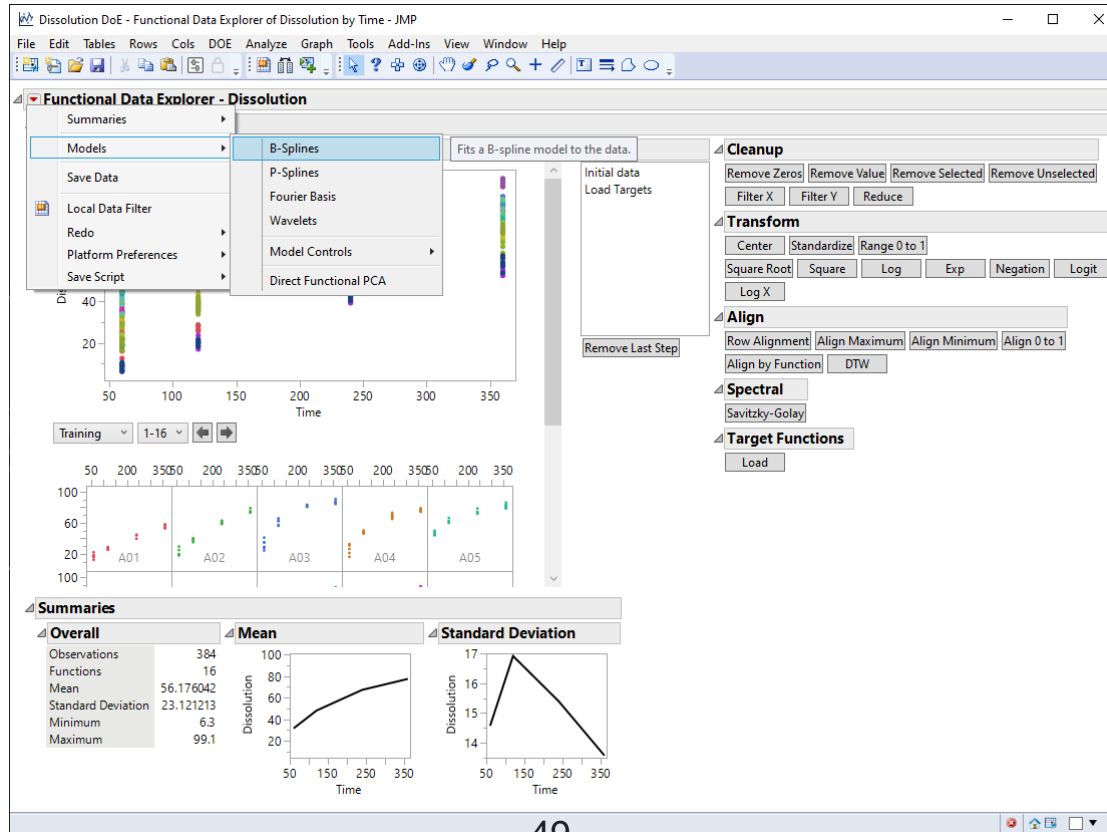 Dissolution DoE - Functional Data Explorer of Dissolution by Time - JMP
File Edit Tables Rows Cols DOE Analyze Graph Tools Add-Ins View Window Help
Functional Data Explorer - Dissolution
Summaries
Models
Save Data
Local Data Filter
Redo
Platform Preferences
Save Script
B-Splines
P-Splines
Fourier Basis
Wavelets
Model Controls
Direct Functional PCA
Fits a B-spline model to the data.
Initial data
Load Targets
Remove Last Step
Cleanup
Remove Zeros Remove Value Remove Selected Remove Unselected
Filter X Filter Y Reduce
Transform
Center Standardize Range 0 to 1
Square Root Square Log Exp Negation Logit
Log X
Align
Row Alignment Align Maximum Align Minimum Align 0 to 1
Align by Function DTW
Spectral
Savitzky-Golay
Target Functions
Load
40
20
50 100 150 200 250 300 350
Time
Training 1-16
50 200 350 50 200 350 50 200 350 50 200 350 50 200 350
100
60
20
A01 A02 A03 A04 A05
100
Summaries
Overall
Observations 384
Functions 16
Mean 56.176042
Standard Deviation 23.121213
Minimum 6.3
Maximum 99.1
Mean
Dissolution
100
80
60
40
20
50 150 250 350
Time
Standard Deviation
Dissolution
17
16
15
14
50 150 250 350
Time